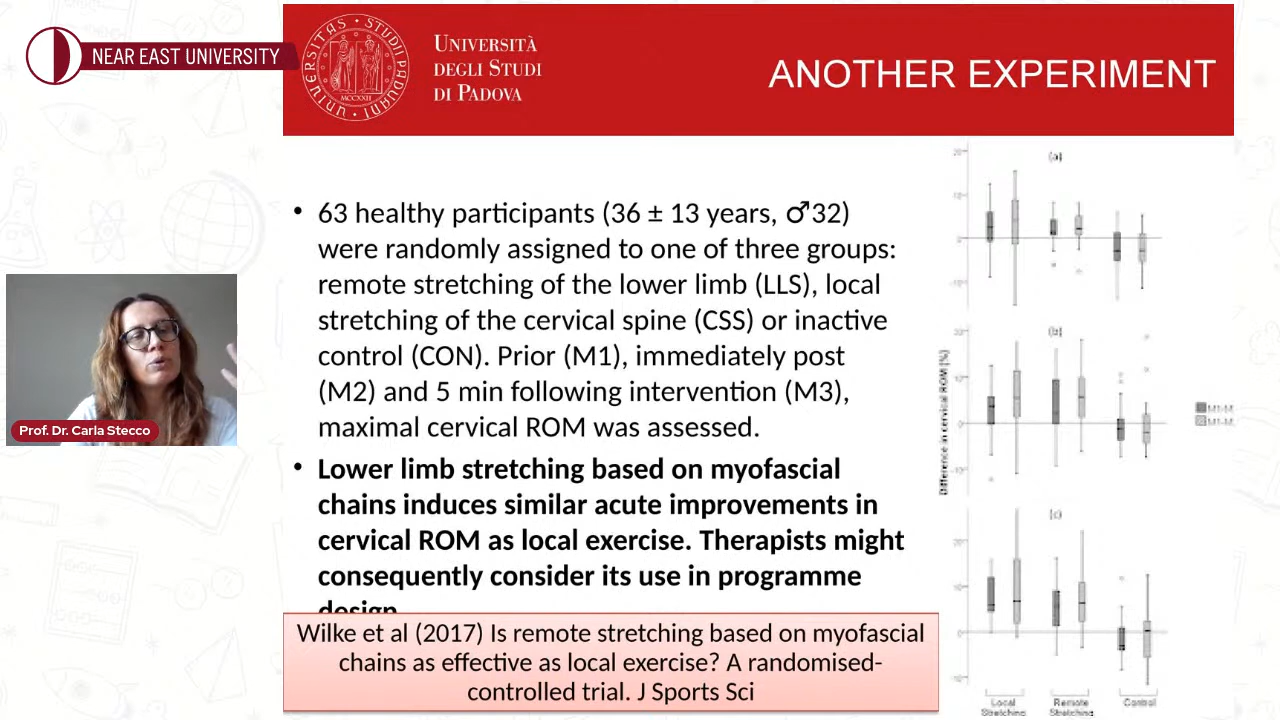 NEAR EAST UNIVERSITY
UNIVERSITÀ
DEGLI STUDI
DI PADOVA
ANOTHER EXPERIMENT
• 63 healthy participants (36 ± 13 years, ♂32)
were randomly assigned to one of three groups:
remote stretching of the lower limb (LLS), local
stretching of the cervical spine (CSS) or inactive
control (CON). Prior (M1), immediately post
(M2) and 5 min following intervention (M3),
maximal cervical ROM was assessed.
• Lower limb stretching based on myofascial
chains induces similar acute improvements in
cervical ROM as local exercise. Therapists might
consequently consider its use in programme
design.
Wilke et al (2017) Is remote stretching based on myofascial
chains as effective as local exercise? A randomised-
controlled trial. J Sports Sci
Prof. Dr. Carla Stecco
(a)
(b)
(c)
Difference in cervical ROM [%]
Local
Stretching
Remote
Stretching
Control